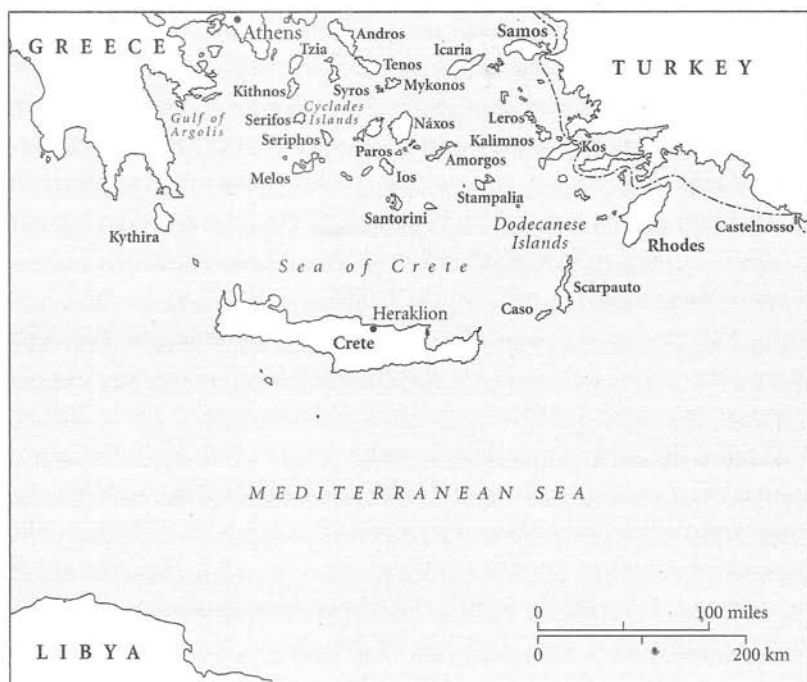 GREECE
Athens
Andros
Tzia
Icaria
Samos
TURKEY
Tenos
Kithnos
Syros
Mykonos
Cyclades
Islands
Gulf of
Argolis
Serifos
Náxos
Leros
Seriphos
Kalimnos
Paros
Amorgos
Kos
Melos
Ios
Stampalia
Santorini
Kythira
Dodecanese
Islands
Rhodes
Castelnosso
R
Sea of Crete
Scarpauto
Heraklion
Caso
Crete
MEDITERRANEAN SEA
0 100 miles
0 200 km
LIBYA